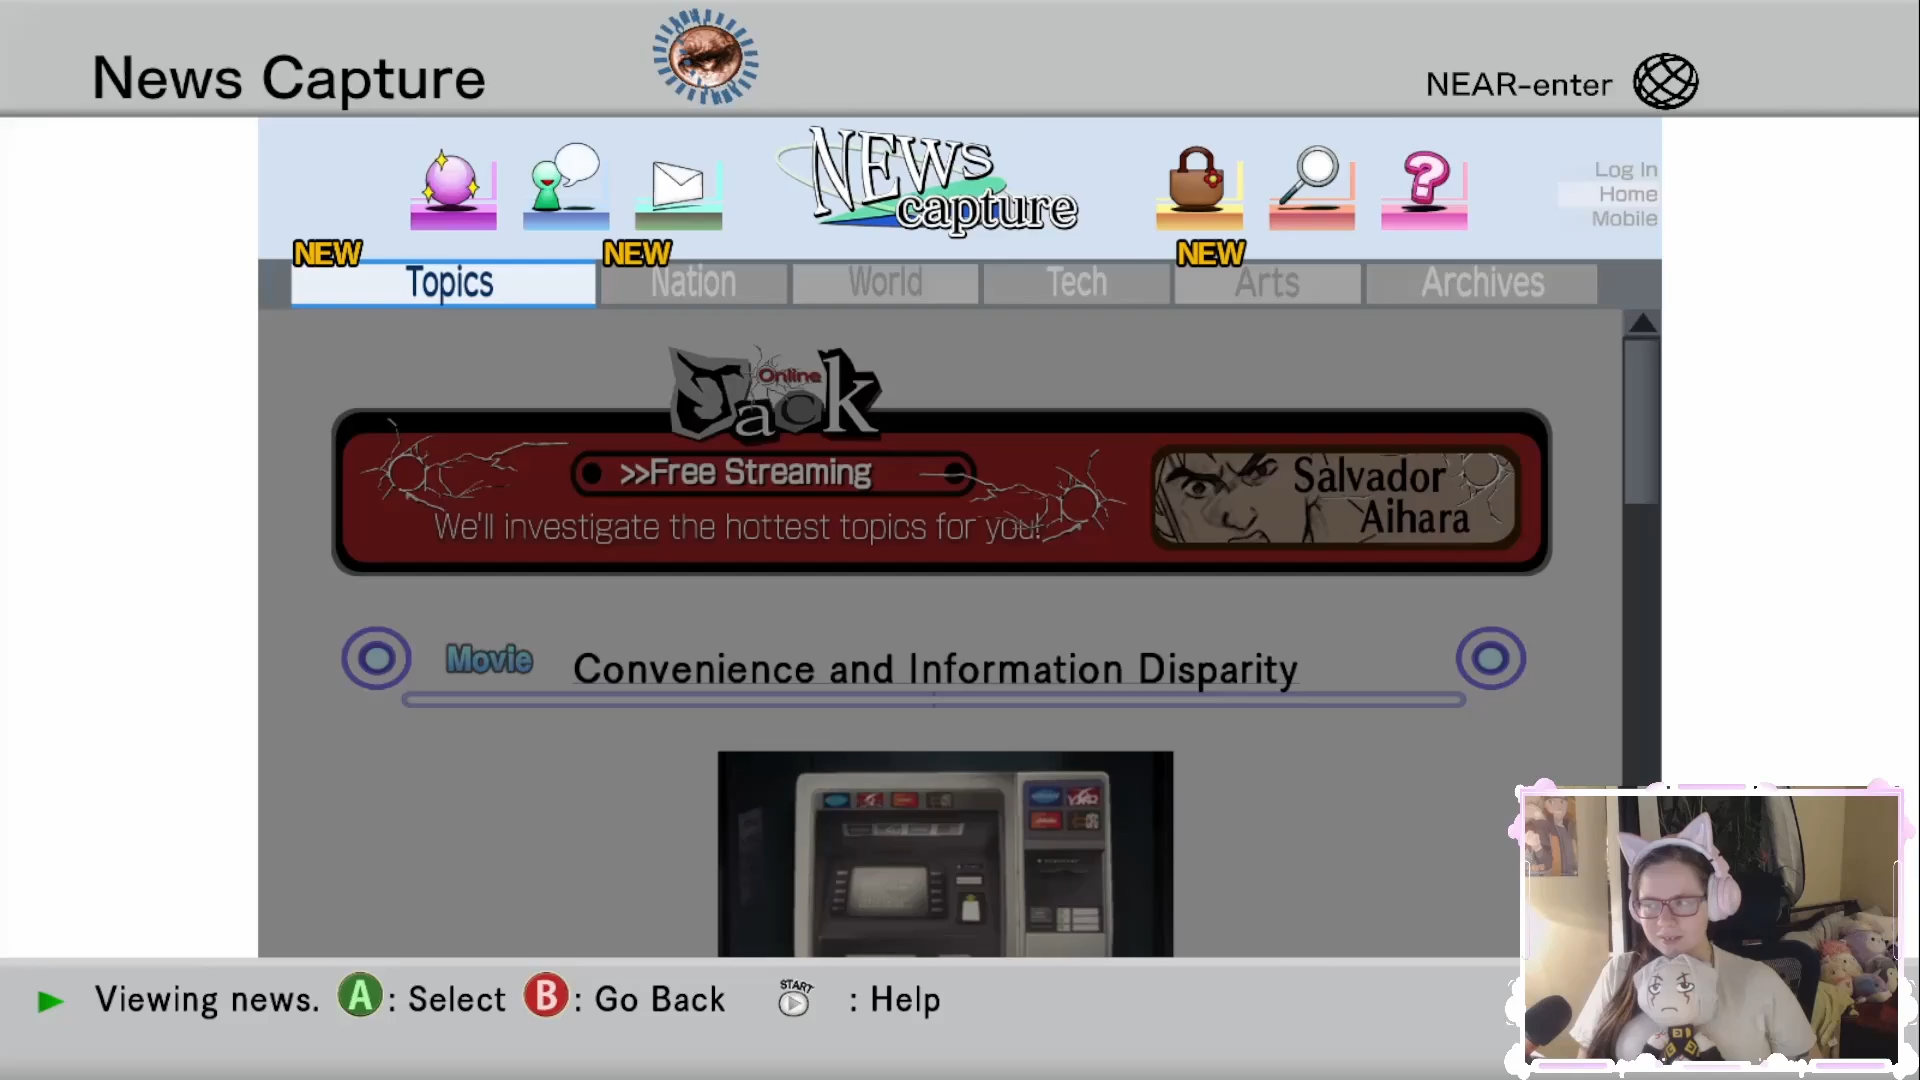 News Capture
NEAR-enter
NEWS
capture
Log In
Home
Mobile
NEW
NEW
NEW
Topics
Nation
World
Tech
Arts
Archives
Online
Jack
>>Free Streaming
We'll investigate the hottest topics for you!
Salvador
Aihara
Movie
Convenience and Information Disparity
Viewing news. A : Select B : Go Back START : Help